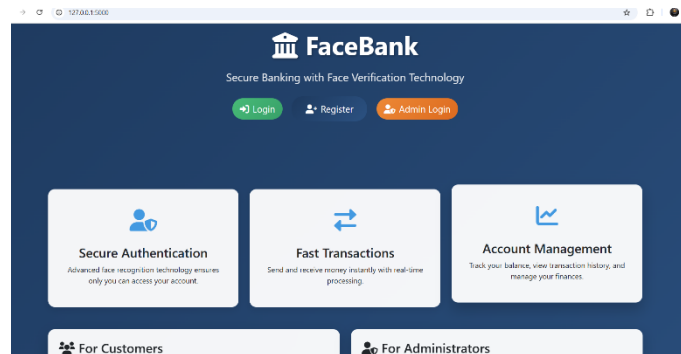 127.0.0.1:5000
FaceBank
Secure Banking with Face Verification Technology
Login
Register
Admin Login
Secure Authentication
Advanced face recognition technology ensures
only you can access your account.
Fast Transactions
Send and receive money instantly with real-time
processing.
Account Management
Track your balance, view transaction history, and
manage your finances.
For Customers
For Administrators